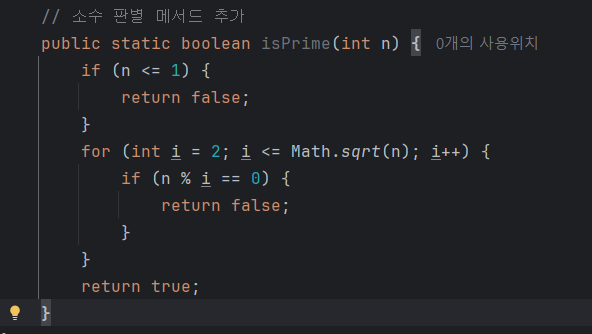 // 소수 판별 메서드 추가
public static boolean isPrime(int n) { 0개의 사용위치
if (n <= 1) {
return false;
}
for (int i = 2; i <= Math.sqrt(n); i++) {
if (n % i == 0) {
return false;
}
}
return true;
}